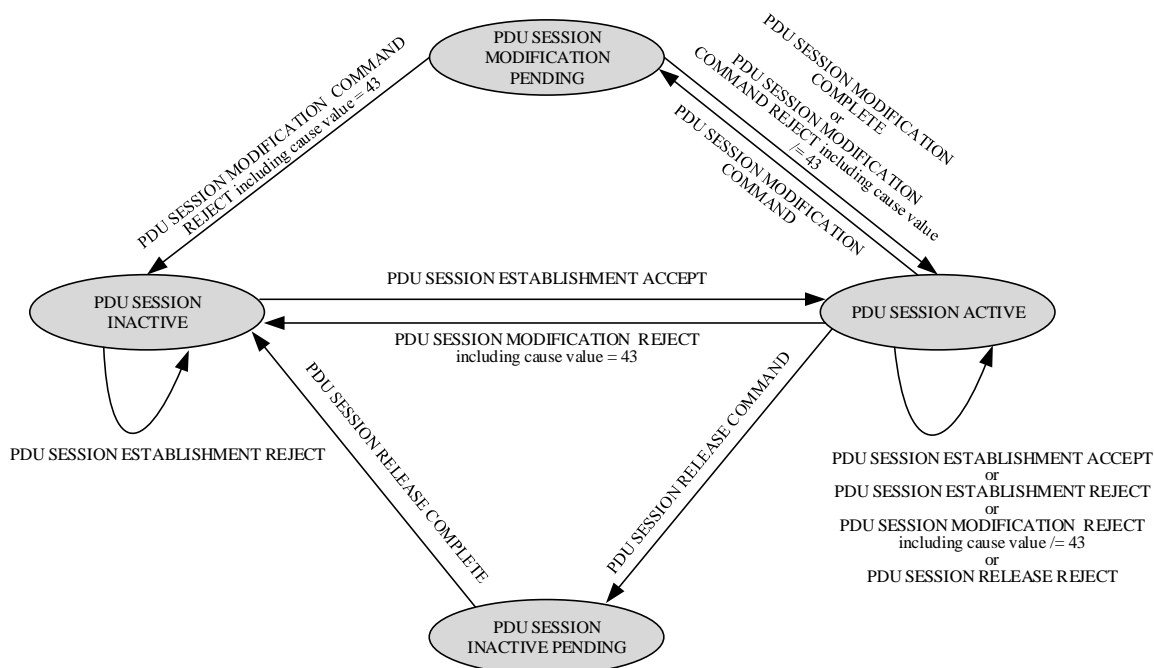 PDU SESSION
MODIFICATION
PENDING
PDU SESSION MODIFICATION COMMAND
REJECT including cause value = 43
PDU SESSION MODIFICATION
COMPLETE
or
PDU SESSION MODIFICATION
COMMAND REJECT including cause value
/= 43
PDU SESSION MODIFICATION
COMMAND
PDU SESSION
INACTIVE
PDU SESSION ESTABLISHMENT ACCEPT
PDU SESSION MODIFICATION REJECT
including cause value = 43
PDU SESSION ACTIVE
PDU SESSION ESTABLISHMENT REJECT
PDU SESSION RELEASE COMPLETE
PDU SESSION RELEASE COMMAND
PDU SESSION ESTABLISHMENT ACCEPT
or
PDU SESSION ESTABLISHMENT REJECT
or
PDU SESSION MODIFICATION REJECT
including cause value /= 43
or
PDU SESSION RELEASE REJECT
PDU SESSION
INACTIVE PENDING